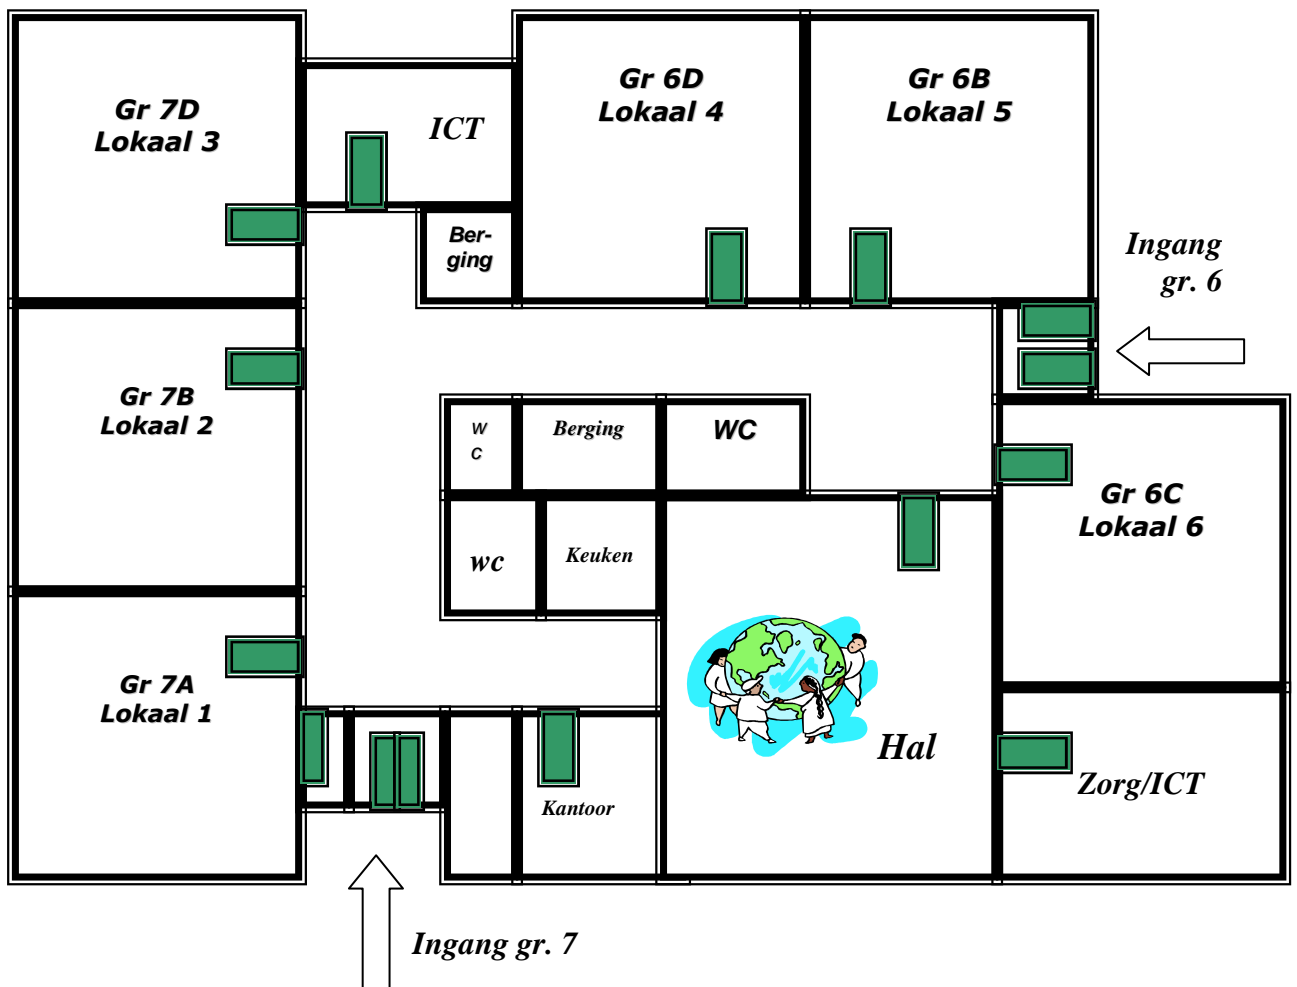 Gr 7D
Lokaal 3
ICT
Gr 6D
Lokaal 4
Gr 6B
Lokaal 5
Ber-
ging
Ingang
gr. 6
Gr 7B
Lokaal 2
W
C
Berging
WC
Gr 6C
Lokaal 6
wc
Keuken
Gr 7A
Lokaal 1
Hal
Kantoor
Zorg/ICT
Ingang gr. 7